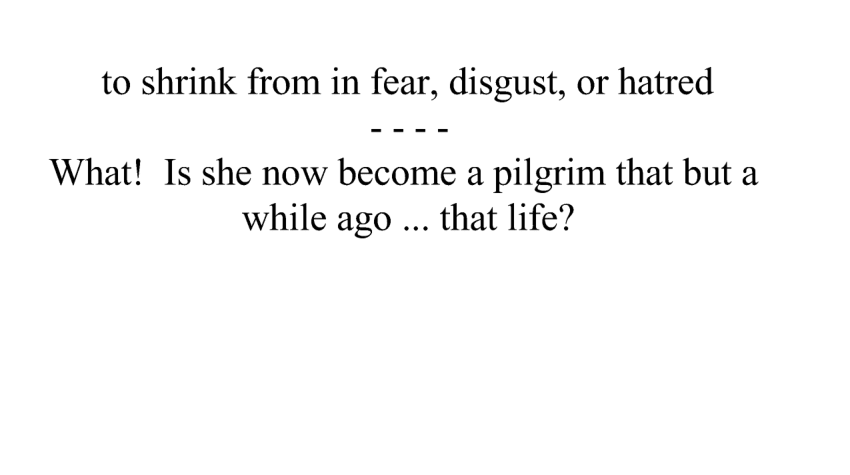 to shrink from in fear, disgust, or hatred
- - - -
What!  Is she now become a pilgrim that but a
while ago ... that life?